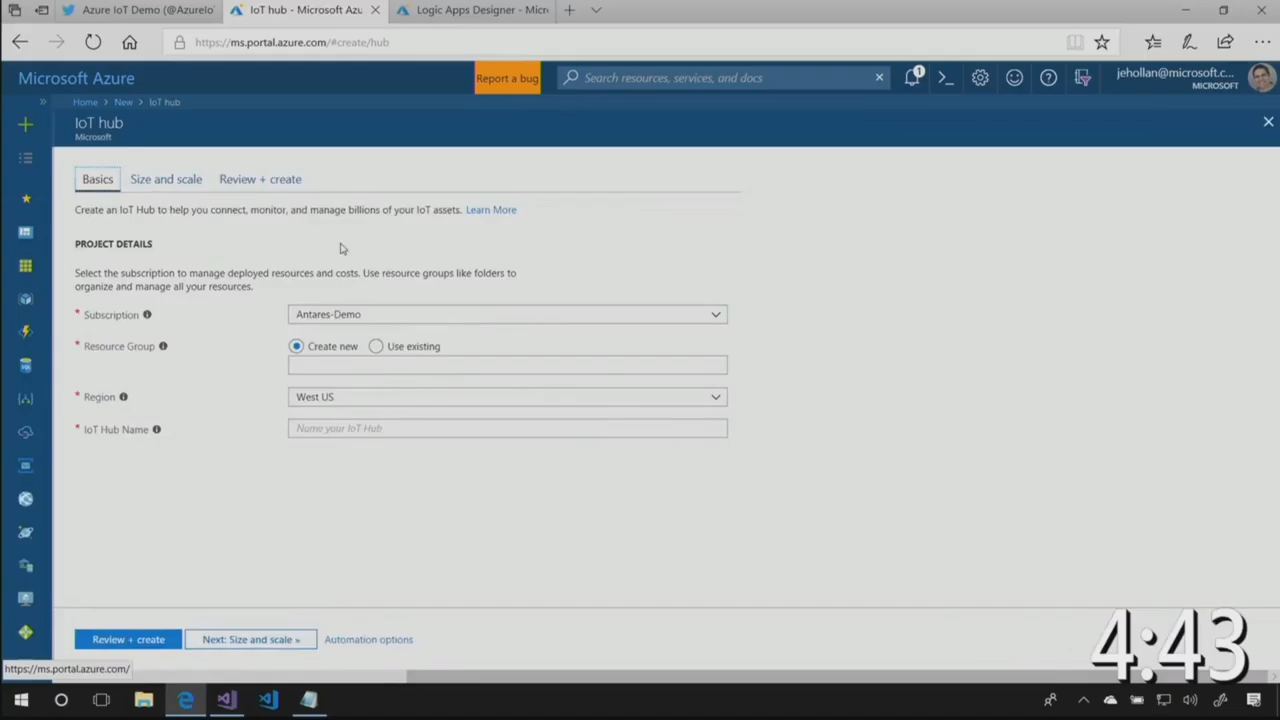 Azure IoT Demo (@AzureIo
IoT hub - Microsoft Azu
Logic Apps Designer - Micr
https://ms.portal.azure.com/#create/hub
Microsoft Azure
Report a bug
Search resources, services, and docs
1
jehollan@microsoft.c...
MICROSOFT
Home > New > IoT hub
IoT hub
Microsoft
Basics
Size and scale
Review + create
Create an IoT Hub to help you connect, monitor, and manage billions of your IoT assets. Learn More
PROJECT DETAILS
Select the subscription to manage deployed resources and costs. Use resource groups like folders to
organize and manage all your resources.
* Subscription
Antares-Demo
* Resource Group
Create new
Use existing
* Region
West US
* IoT Hub Name
Name your IoT Hub
Review + create
Next: Size and scale »
Automation options
4:43
https://ms.portal.azure.com/